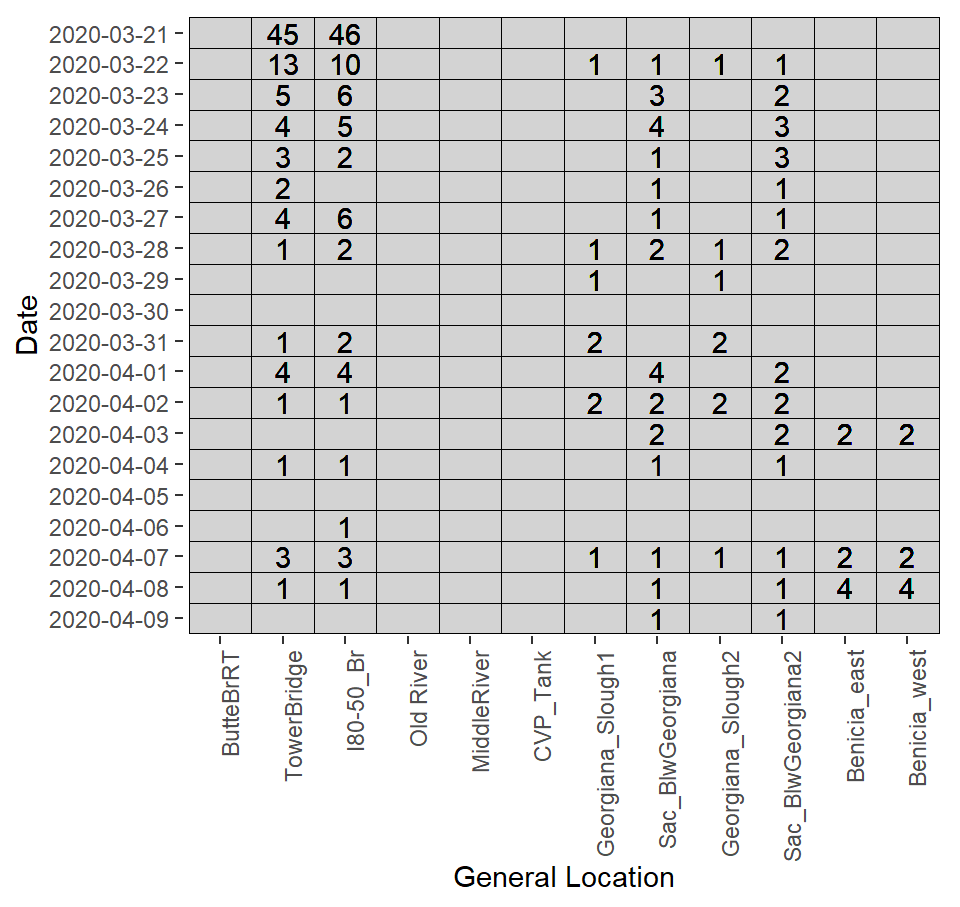 2020-03-21 45 46
2020-03-22 13 10 1 1 1 1
2020-03-23 5 6 3 2
2020-03-24 4 5 4 3
2020-03-25 3 2 1 3
2020-03-26 2 1 1
2020-03-27 4 6 1 1
2020-03-28 1 2 1 2 1 2
2020-03-29 1 1
2020-03-30
2020-03-31 1 2 2 2
2020-04-01 4 4 4 2
2020-04-02 1 1 2 2 2 2
2020-04-03 2 2 2 2
2020-04-04 1 1 1 1
2020-04-05
2020-04-06 1
2020-04-07 3 3 1 1 1 1 2 2
2020-04-08 1 1 1 1 4 4
2020-04-09 1 1
Date
ButteBrRT
TowerBridge
I80-50_Br
Old River
MiddleRiver
CVP_Tank
Georgiana_Slough1
Sac_BlwGeorgiana
Georgiana_Slough2
Sac_BlwGeorgiana2
Benicia_east
Benicia_west
General Location